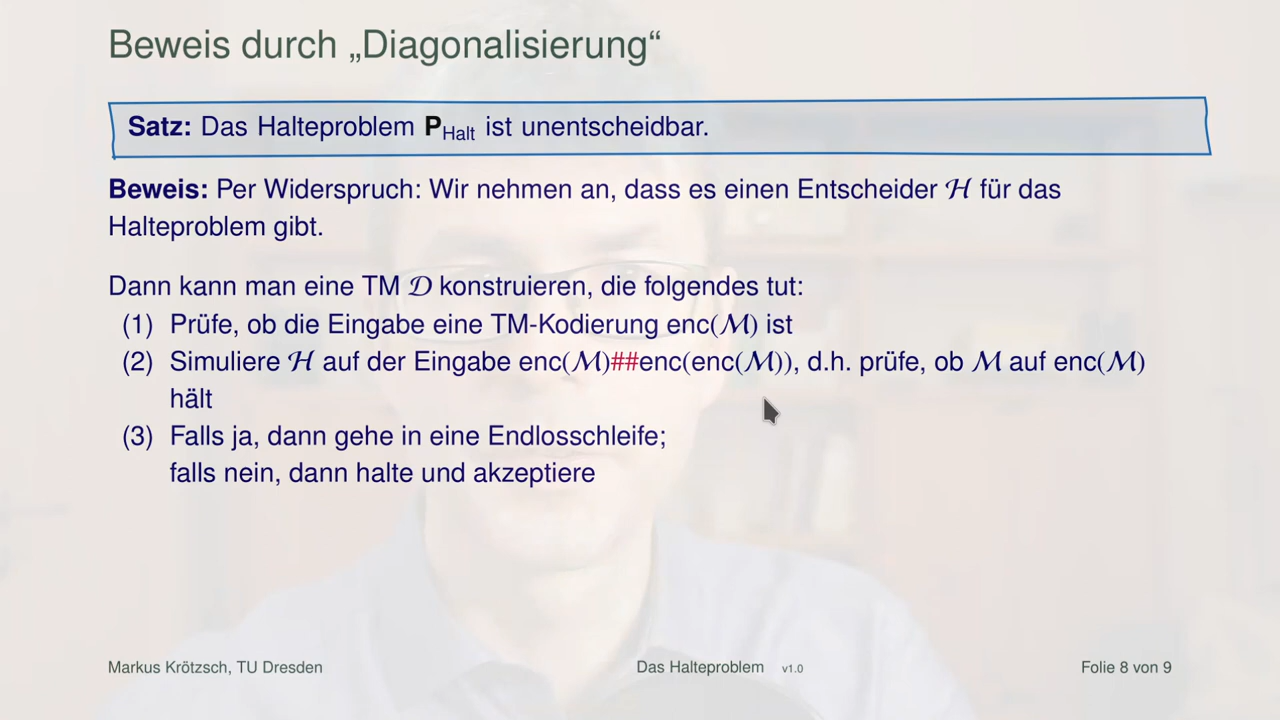 Beweis durch „Diagonalisierung“
Satz: Das Halteproblem P_Halt ist unentscheidbar.
Beweis: Per Widerspruch: Wir nehmen an, dass es einen Entscheider ℋ für das
Halteproblem gibt.
Dann kann man eine TM 𝒟 konstruieren, die folgendes tut:
(1) Prüfe, ob die Eingabe eine TM-Kodierung enc(ℳ) ist
(2) Simuliere ℋ auf der Eingabe enc(ℳ)##enc(enc(ℳ)), d.h. prüfe, ob ℳ auf enc(ℳ)
hält
(3) Falls ja, dann gehe in eine Endlosschleife;
falls nein, dann halte und akzeptiere
Markus Krötzsch, TU Dresden Das Halteproblem v1.0 Folie 8 von 9